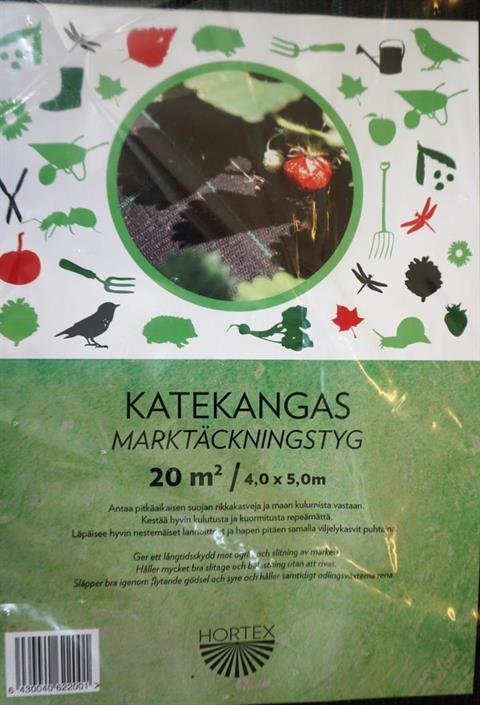 KATEKANGAS
MARKTÄCKNINGSTYG
20 m² / 4,0 x 5,0m
Antaa pitkäaikaisen suojan rikkakasveja ja maan kulumista vastaan.
Kestää hyvin kulutusta ja kuormitusta repeämättä.
Läpäisee hyvin nestemäiset lannoitteet ja hapen pitäen samalla viljelykasvit puhtaina.
Ger ett långtidsskydd mot ogräs och slitning av marken.
Håller mycket bra slitage och belastning utan att rivas.
Släpper bra igenom flytande gödsel och syre och håller samtidigt odlingsväxterna rena.
HORTEX
6 430040 622001 >